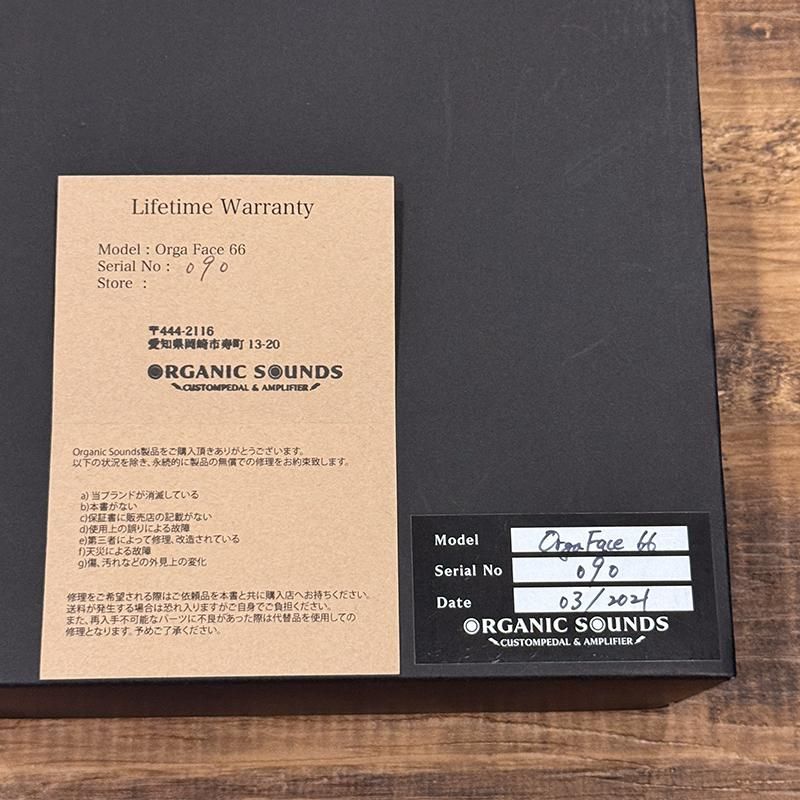 Lifetime Warranty
Model : Orga Face 66
Serial No : 090
Store :
〒444-2116
愛知県岡崎市寿町 13-20
ORGANIC SOUNDS
CUSTOMPEDAL & AMPLIFIER
Organic Sounds製品をご購入頂きありがとうございます。
以下の状況を除き、永続的に製品の無償での修理をお約束致します。
a) 当ブランドが消滅している
b)本書がない
c)保証書に販売店の記載がない
d)使用上の誤りによる故障
e)第三者によって修理、改造されている
f)天災による故障
g)傷、汚れなどの外見上の変化
修理をご希望される際はご依頼品を本書と共に購入店へお持ちください。
送料が発生する場合は恐れ入りますがご自身でご負担ください。
また、再入手不可能なパーツに不良があった際は代替品を使用しての
修理となります。予めご了承ください。
Model Orga Face 66
Serial No 090
Date 03/2021
ORGANIC SOUNDS
CUSTOMPEDAL & AMPLIFIER